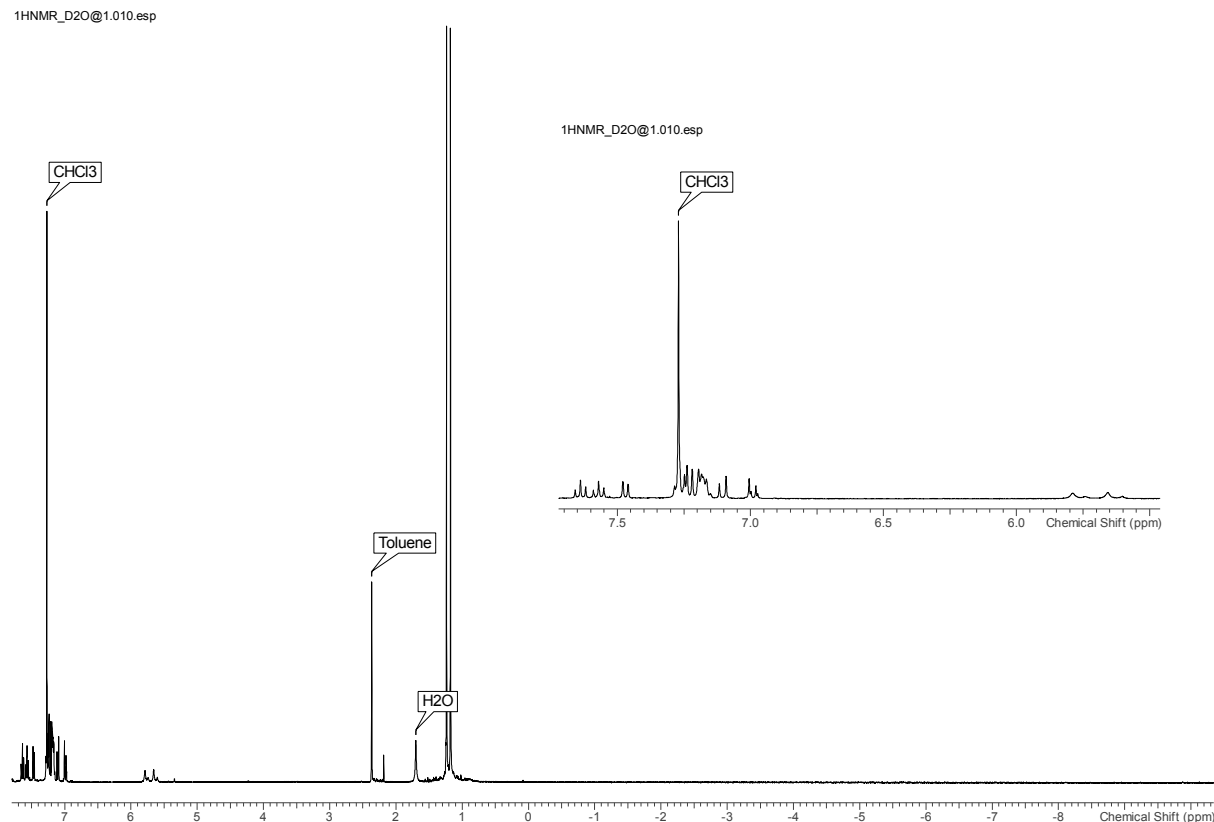 1HNMR_D2O@1.010.esp
1HNMR_D2O@1.010.esp
CHCl3
CHCl3
7.5 7.0 6.5 6.0 Chemical Shift (ppm)
Toluene
H2O
7 6 5 4 3 2 1 0 -1 -2 -3 -4 -5 -6 -7 -8 Chemical Shift (ppm)